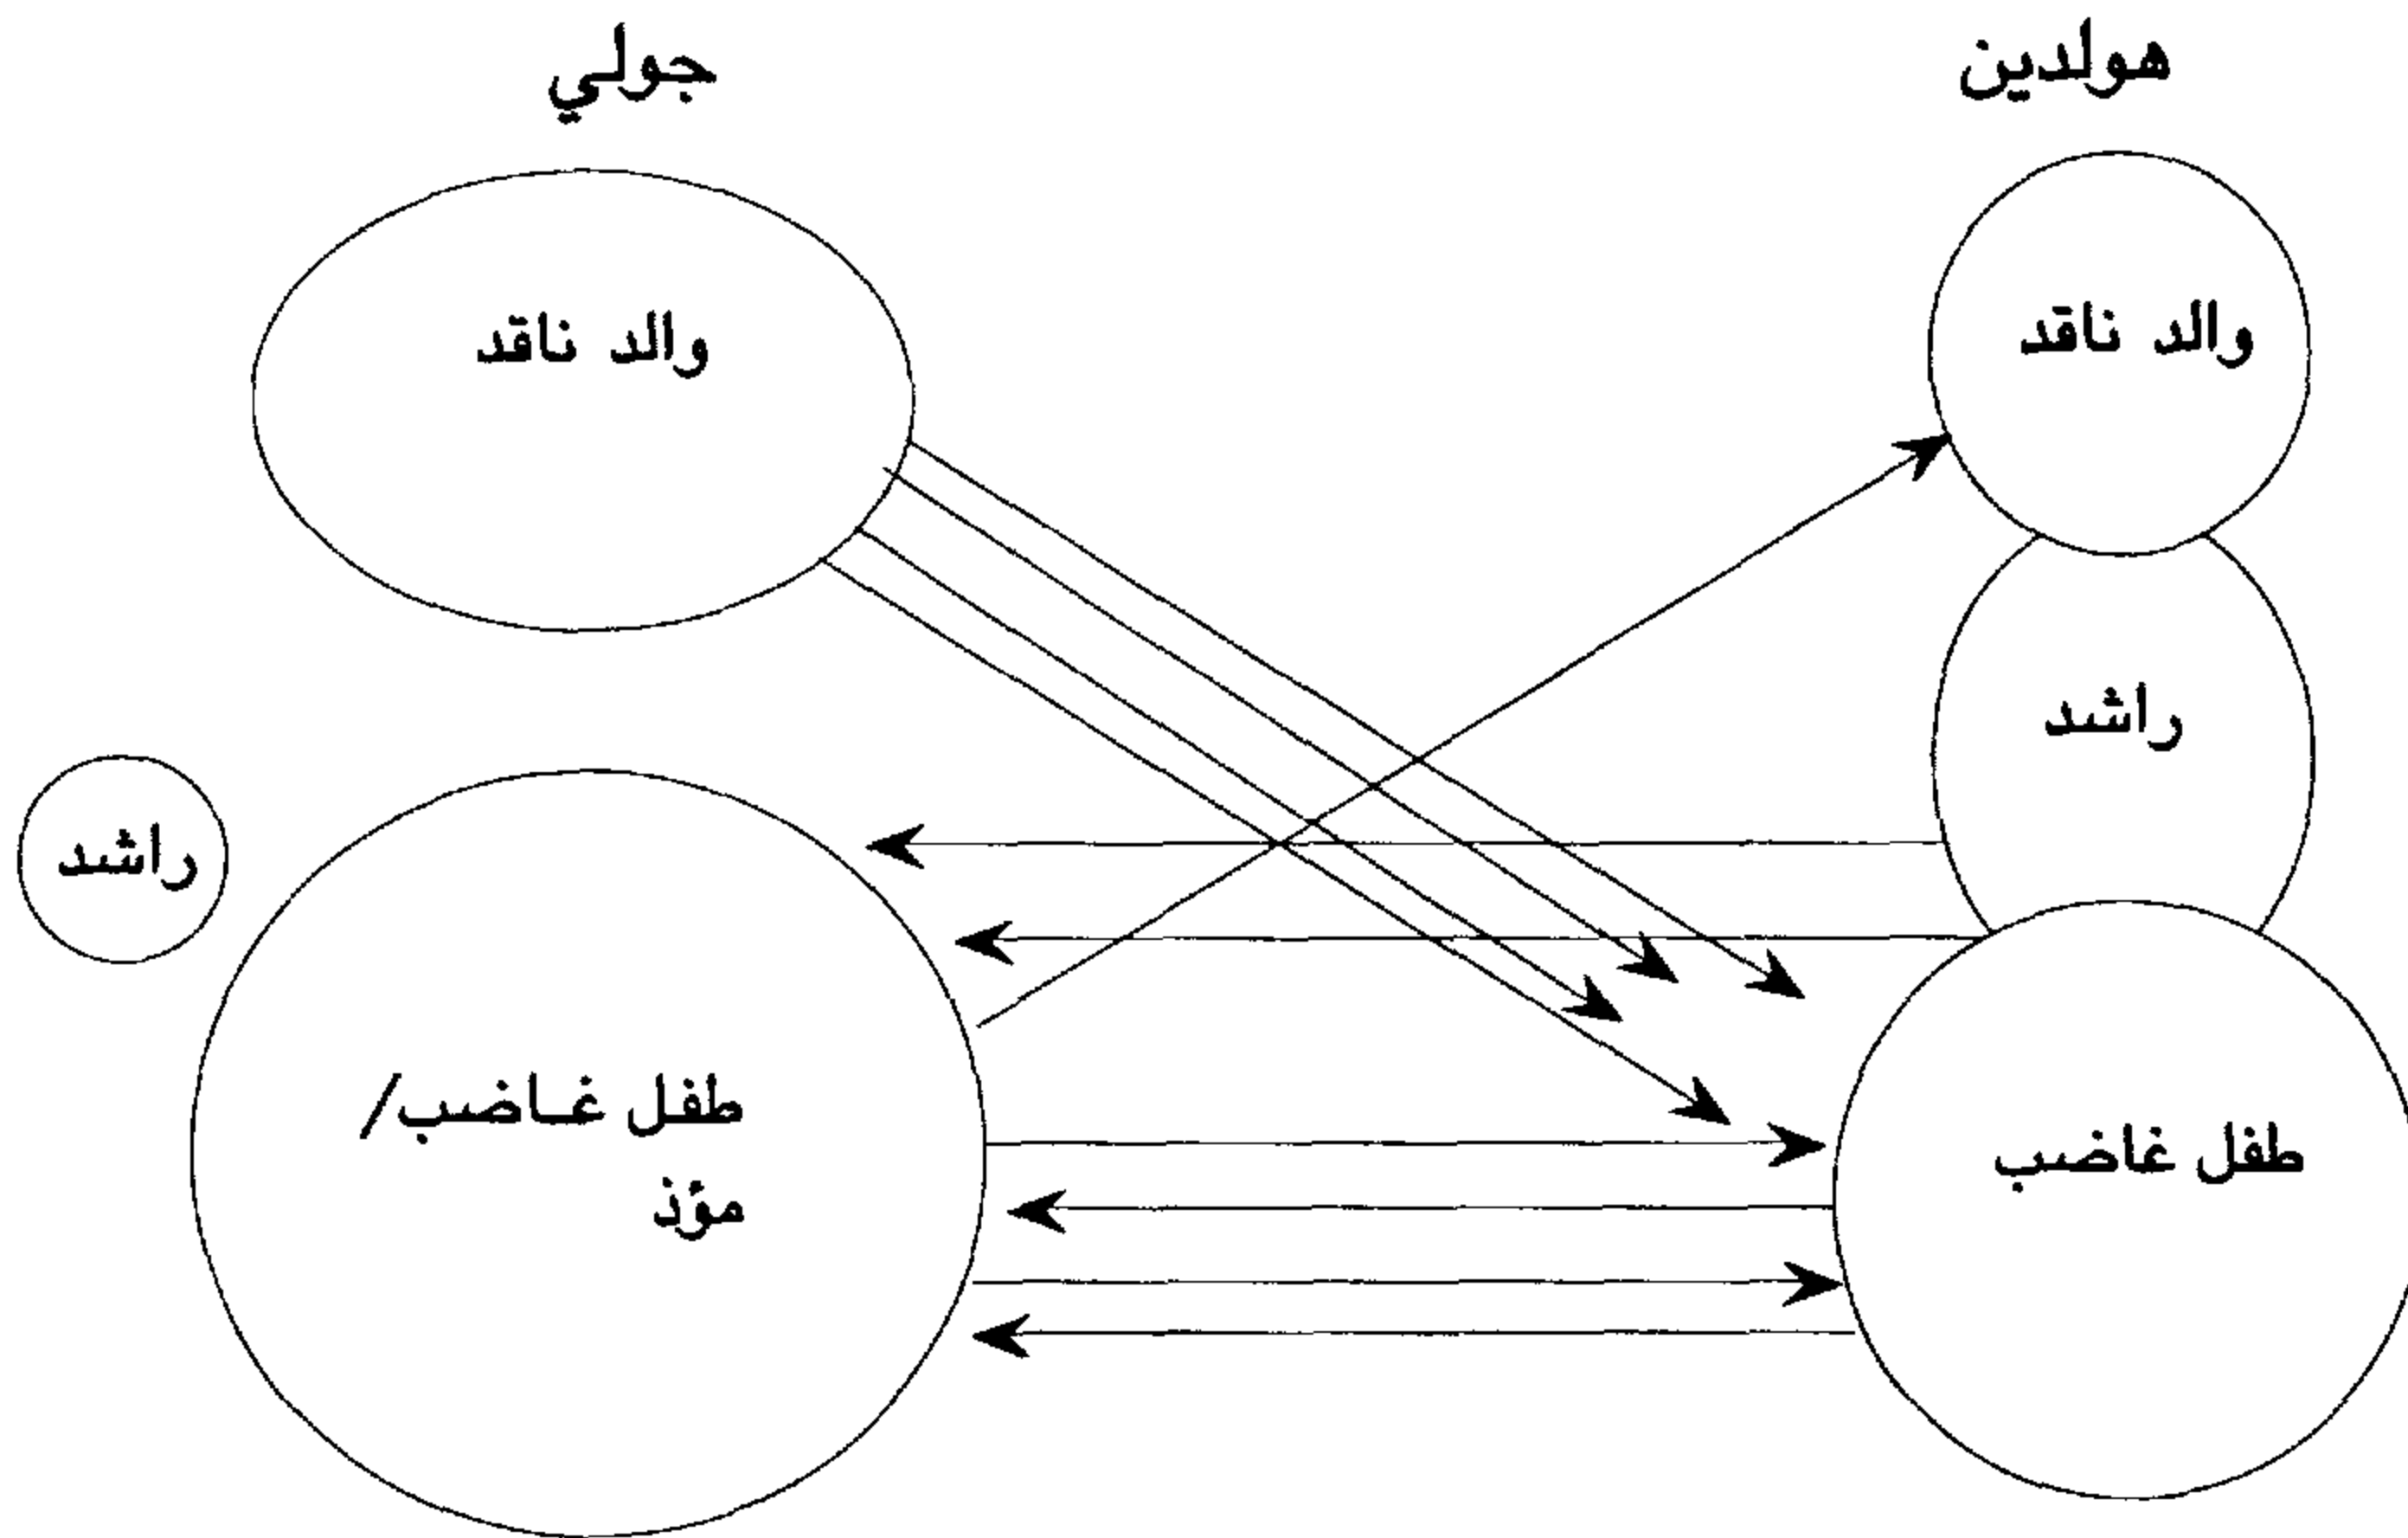 هولدين
جولي
والد ناقد
والد ناقد
راشد
راشد
طفل غاضب/
مؤذ
طفل غاضب